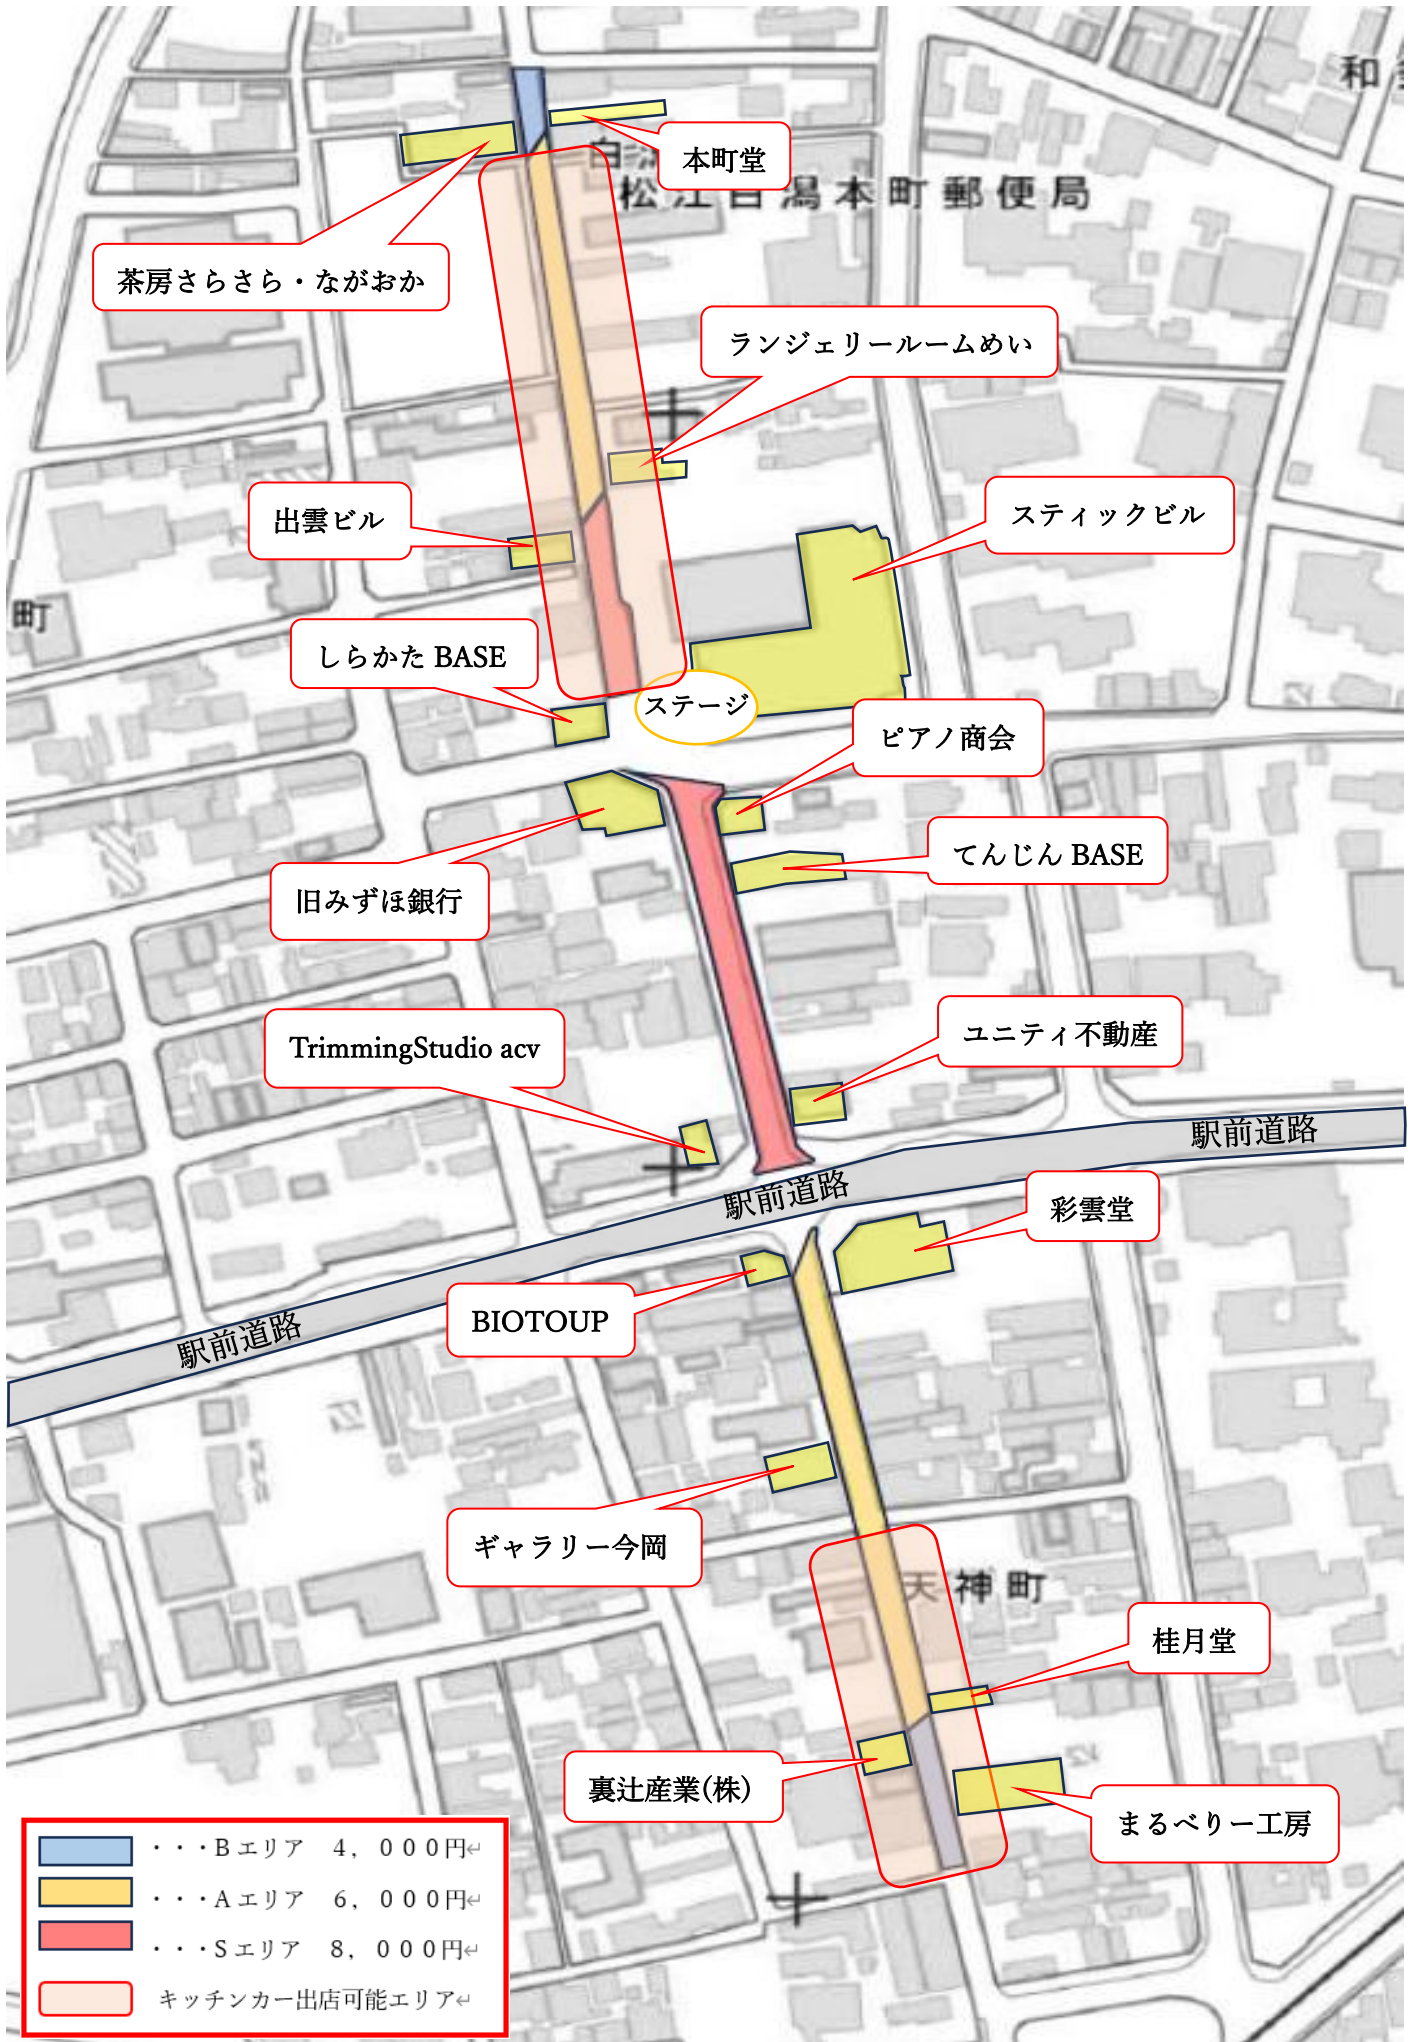 本町堂
松江白潟本町郵便局
茶房さらさら・ながおか
ランジェリールームめい
出雲ビル
スティックビル
町
しらかた BASE
ステージ
ピアノ商会
てんじん BASE
旧みずほ銀行
TrimmingStudio acv
ユニティ不動産
駅前道路
駅前道路
彩雲堂
BIOTOUP
駅前道路
ギャラリー今岡
天神町
桂月堂
裏辻産業(株)
まるべりー工房
・・・Bエリア　4，000円↵
・・・Aエリア　6，000円↵
・・・Sエリア　8，000円↵
キッチンカー出店可能エリア↵